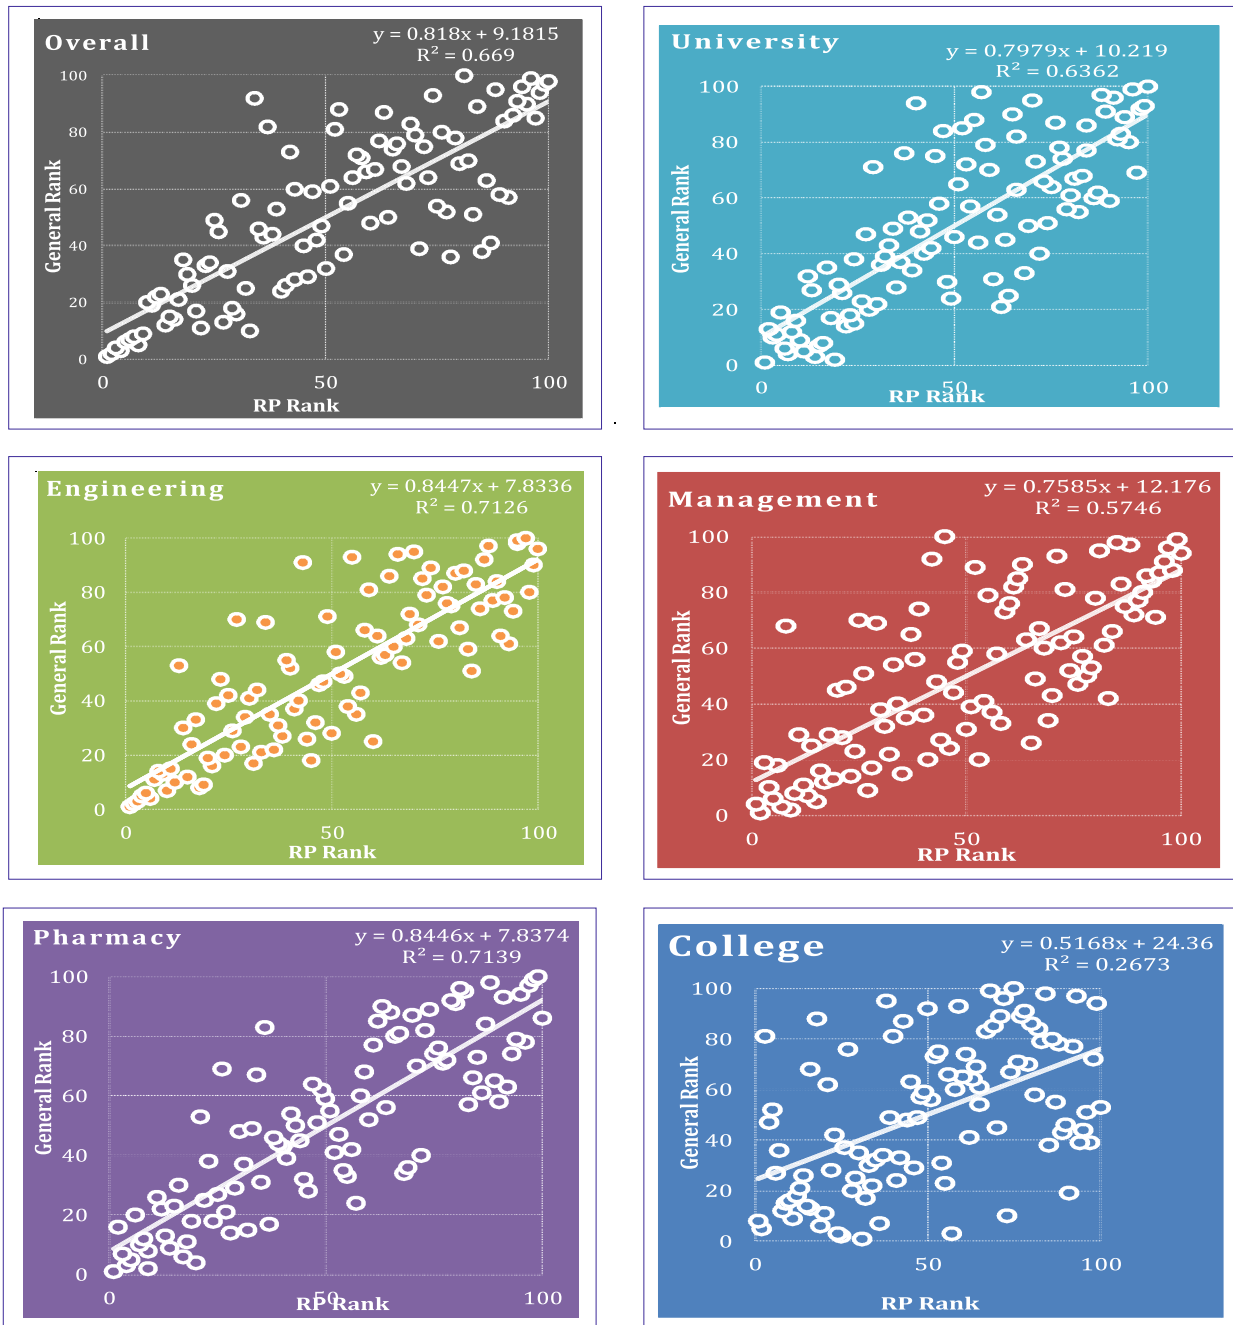 Overall
y = 0.818x + 9.1815
R² = 0.669
100
80
60
40
20
0
General Rank
0 50 100
RP Rank
University
y = 0.7979x + 10.219
R² = 0.6362
100
80
60
40
20
0
General Rank
0 50 100
RP Rank
Engineering
y = 0.8447x + 7.8336
R² = 0.7126
100
80
60
40
20
0
General Rank
0 50 100
RP Rank
Management
y = 0.7585x + 12.176
R² = 0.5746
100
80
60
40
20
0
General Rank
0 50 100
RP Rank
Pharmacy
y = 0.8446x + 7.8374
R² = 0.7139
100
80
60
40
20
0
General Rank
0 50 100
RP Rank
College
y = 0.5168x + 24.36
R² = 0.2673
100
80
60
40
20
0
General Rank
0 50 100
RP Rank